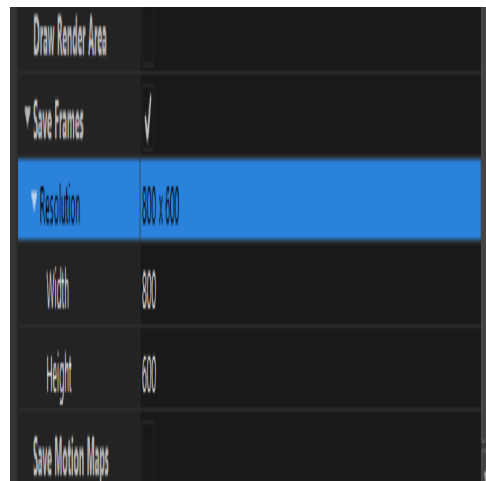 Draw Render Area
Save Frames
Resolution 800 x 600
Width 800
Height 600
Save Motion Maps